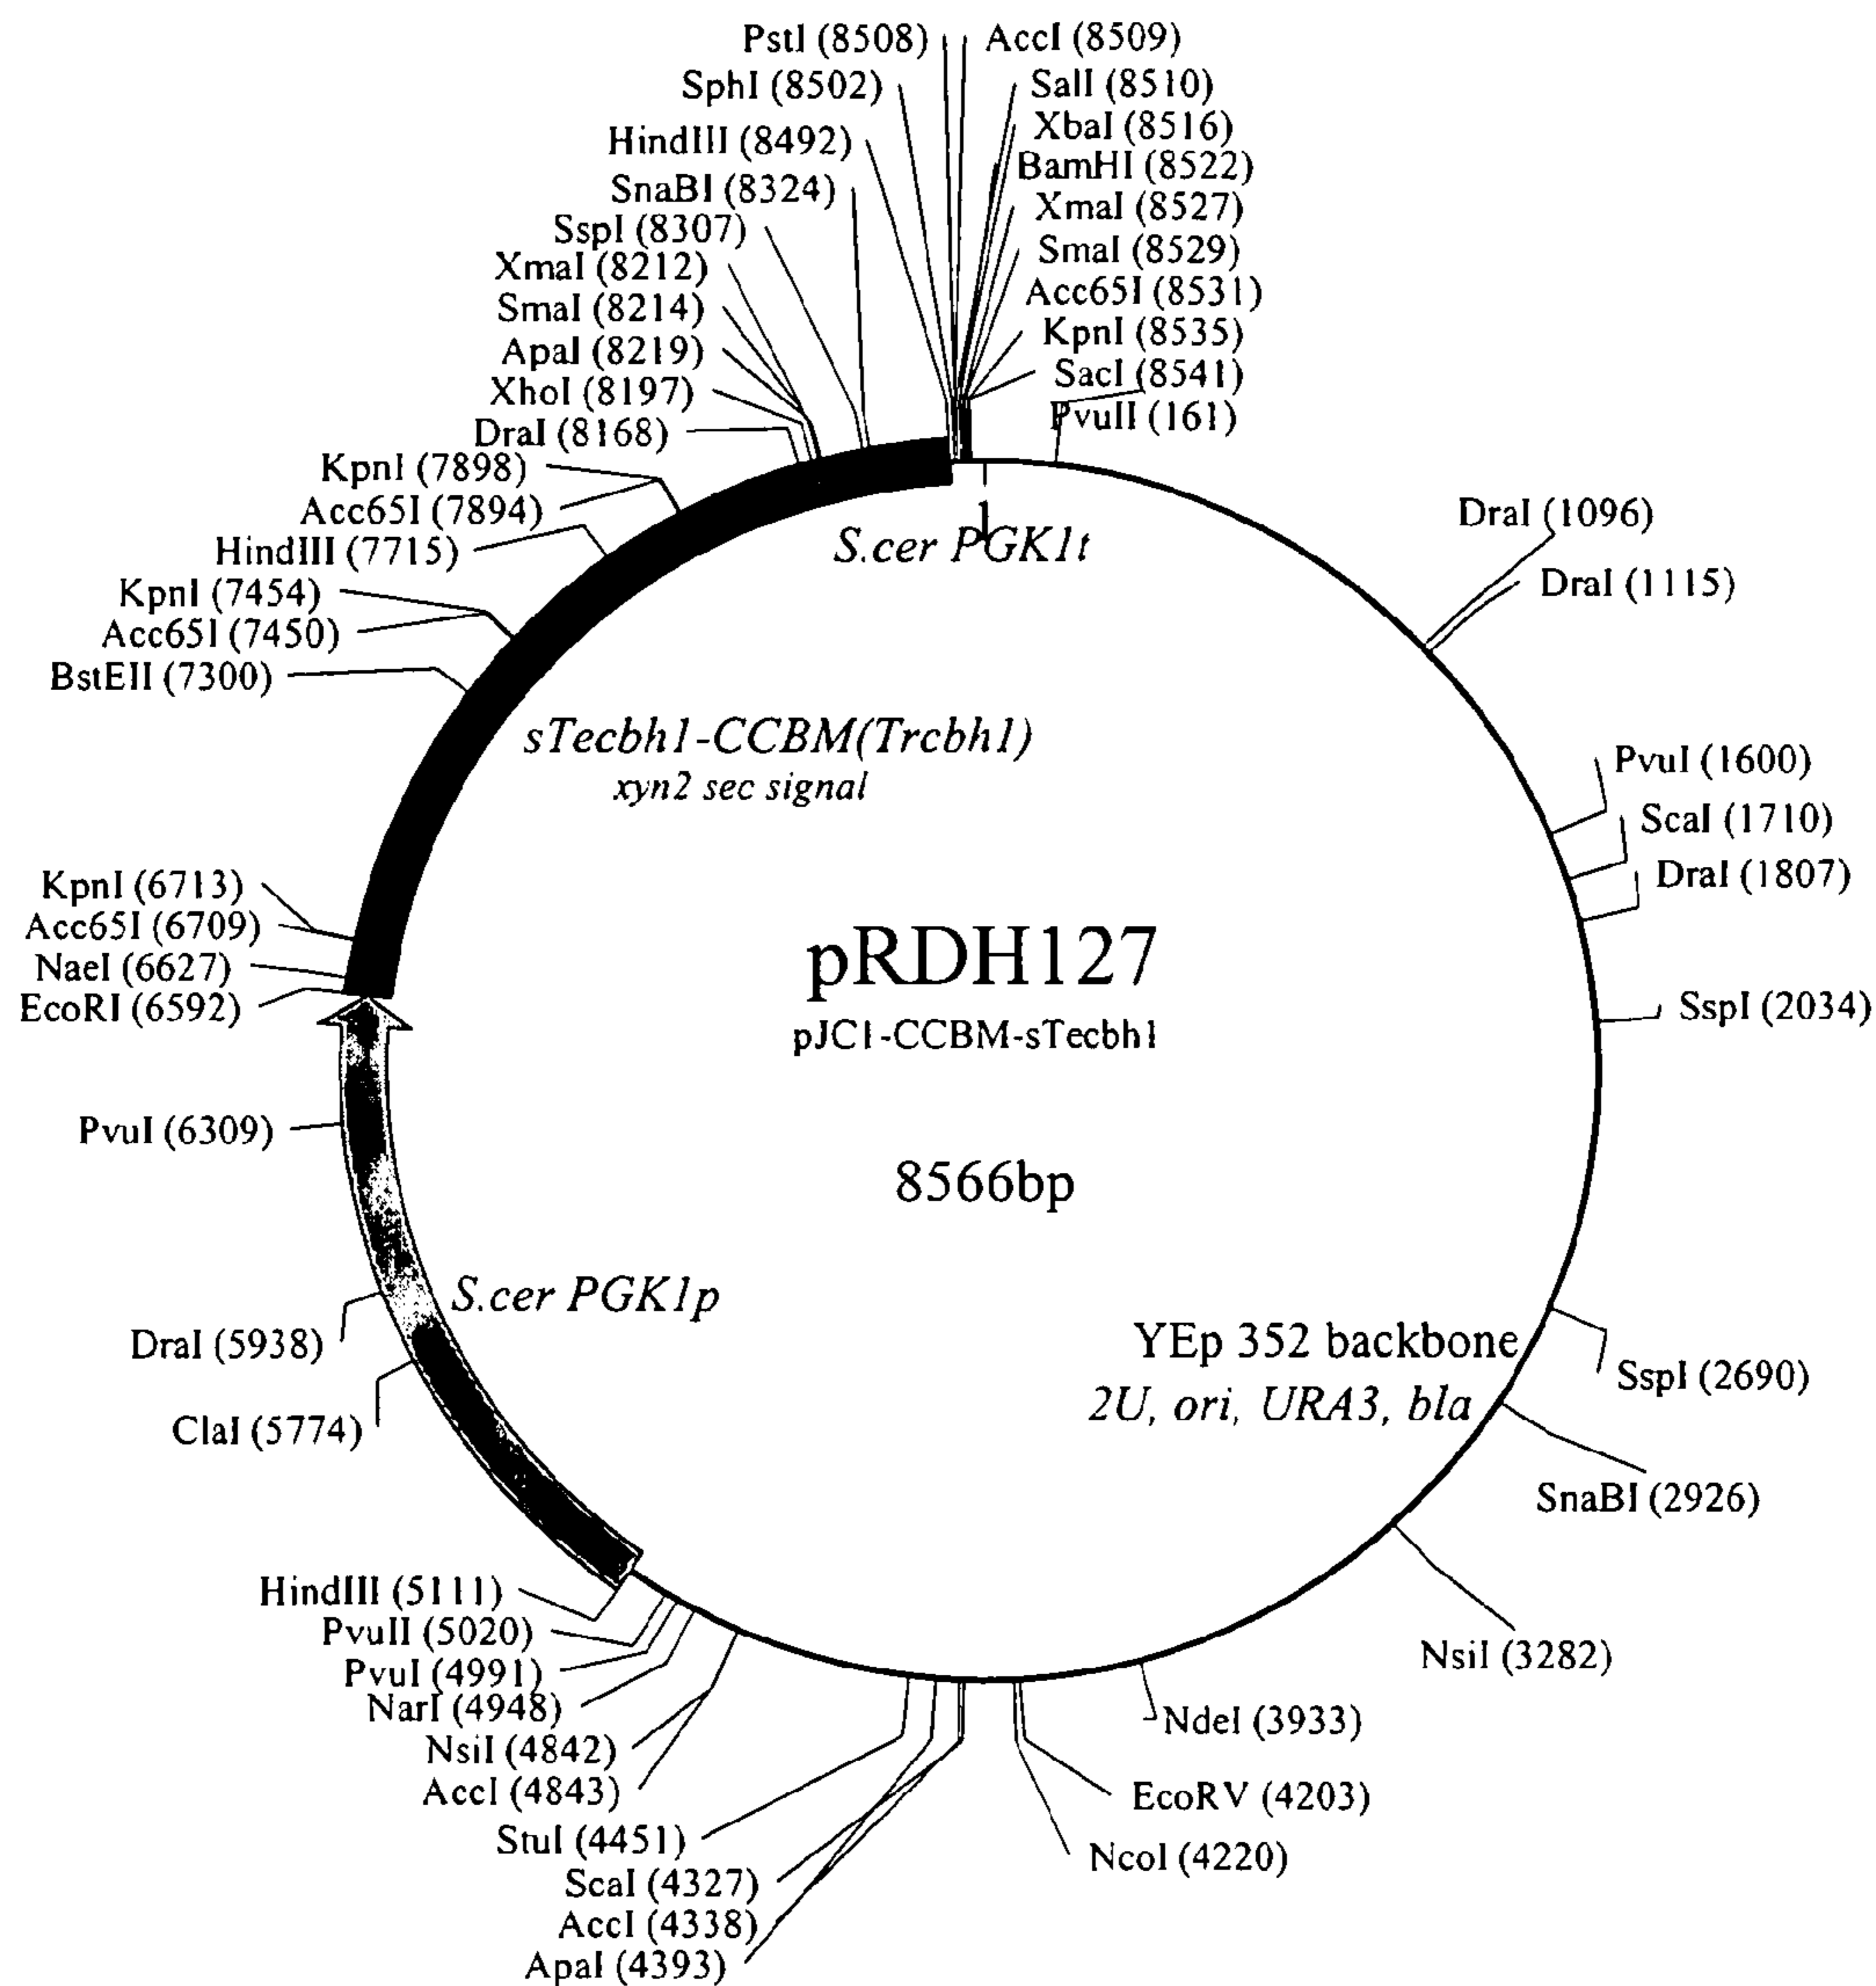 PstI (8508)
AccI (8509)
SphI (8502)
SalI (8510)
HindIII (8492)
XbaI (8516)
SnaBI (8324)
BamHI (8522)
SspI (8307)
XmaI (8527)
XmaI (8212)
SmaI (8529)
SmaI (8214)
Acc65I (8531)
ApaI (8219)
KpnI (8535)
XhoI (8197)
SacI (8541)
DraI (8168)
PvuII (161)
KpnI (7898)
Acc65I (7894)
HindIII (7715)
KpnI (7454)
Acc65I (7450)
BstEII (7300)
1
S.cer PGK1t
DraI (1096)
DraI (1115)
sTecbh1-CCBM(Trcbh1)
xyn2 sec signal
PvuI (1600)
ScaI (1710)
DraI (1807)
KpnI (6713)
Acc65I (6709)
NaeI (6627)
EcoRI (6592)
pRDH127
pJC1-CCBM-sTecbh1
SspI (2034)
PvuI (6309)
8566bp
S.cer PGK1p
DraI (5938)
ClaI (5774)
YEp 352 backbone
2U, ori, URA3, bla
SspI (2690)
SnaBI (2926)
HindIII (5111)
PvuII (5020)
PvuI (4991)
NarI (4948)
NsiI (4842)
AccI (4843)
StuI (4451)
ScaI (4327)
AccI (4338)
ApaI (4393)
NsiI (3282)
NdeI (3933)
EcoRV (4203)
NcoI (4220)